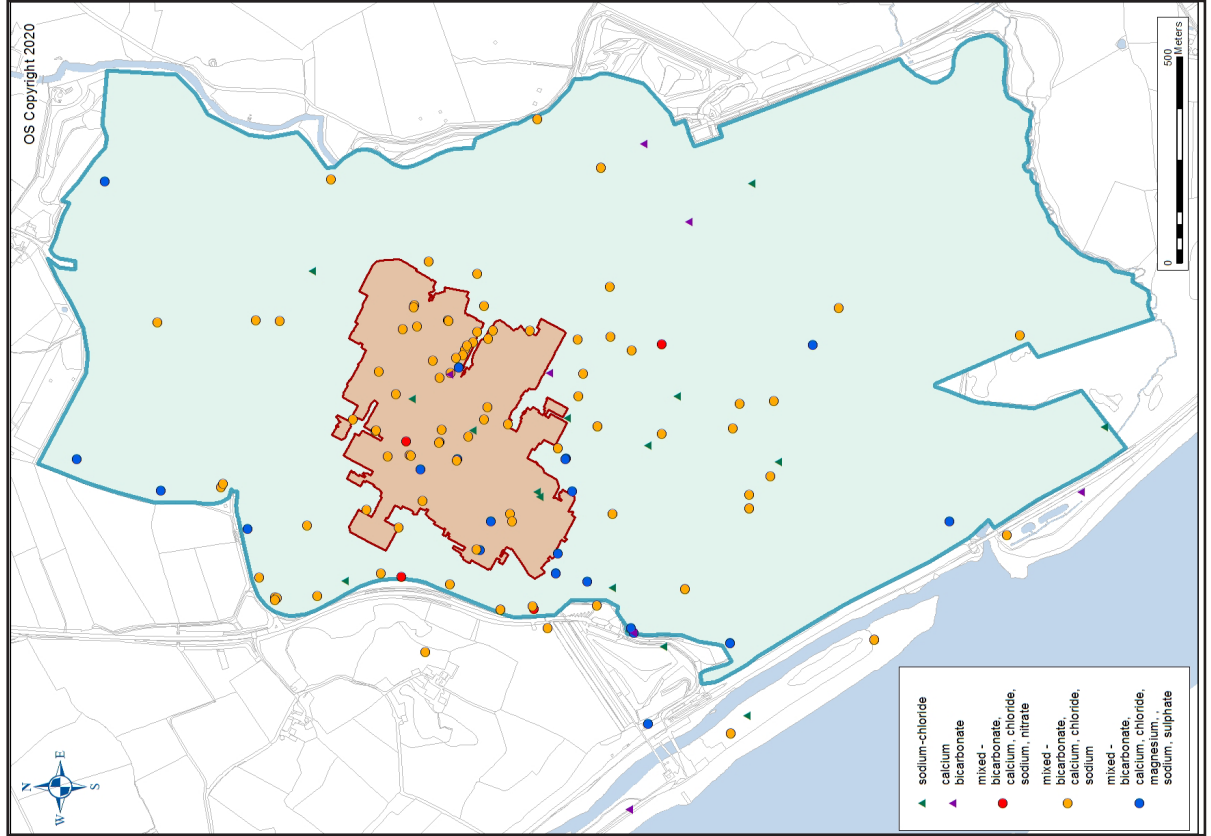 OS Copyright 2020
N
W
E
S
0
500
Meters
sodium-chloride
calcium
bicarbonate
mixed -
bicarbonate,
calcium, chloride,
sodium, nitrate
mixed -
bicarbonate,
calcium, chloride,
sodium
mixed -
bicarbonate,
calcium, chloride,
magnesium, ,
sodium, sulphate